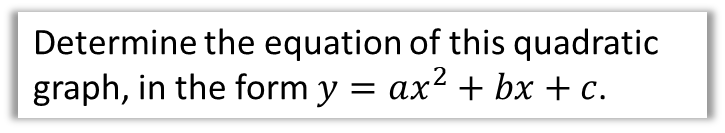 Determine the equation of this quadratic
graph, in the form y = ax² + bx + c.